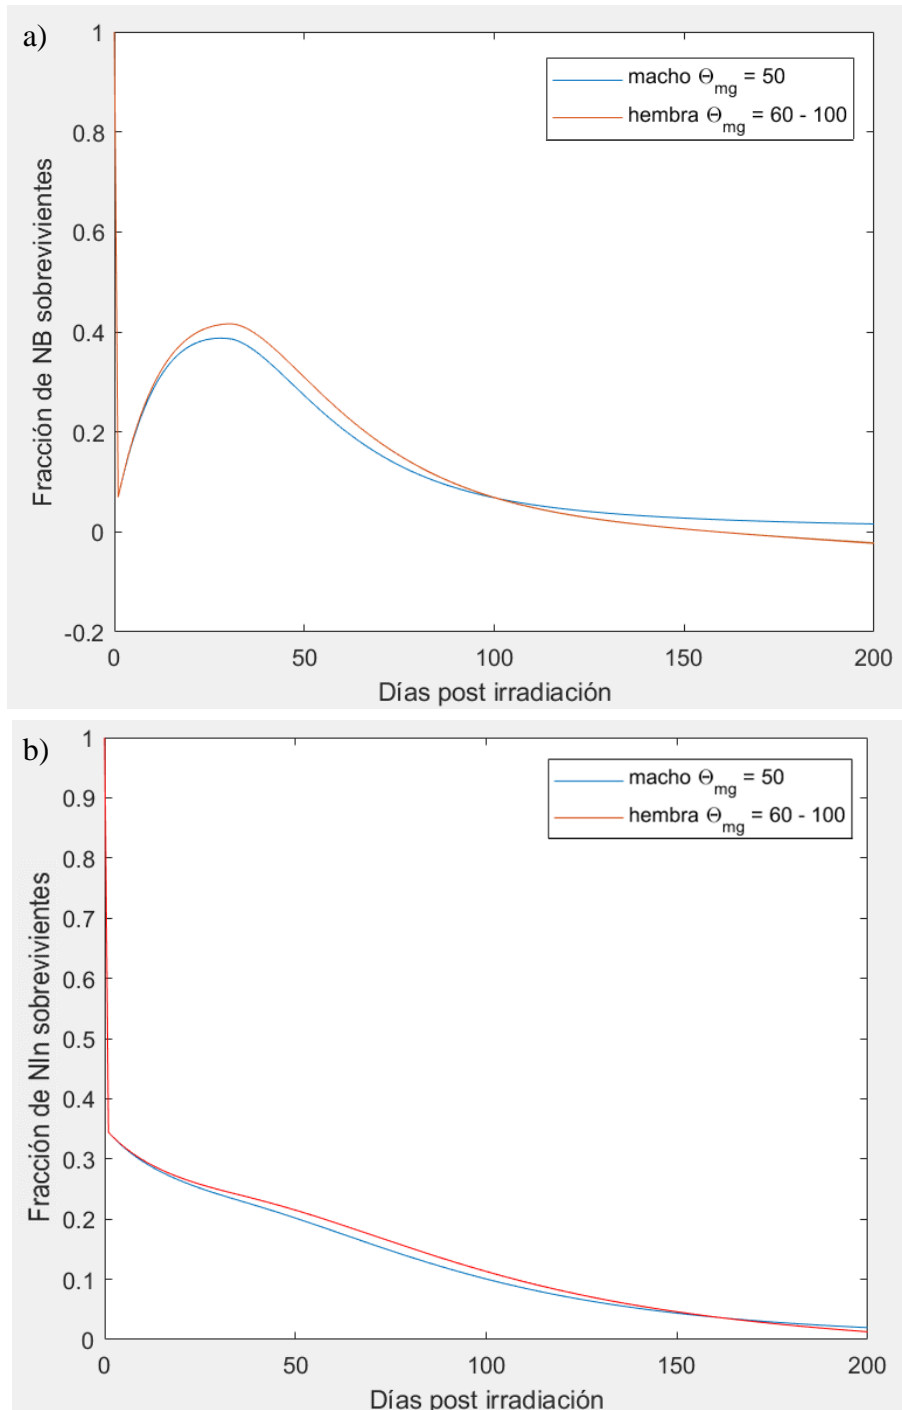 a)
1
0.8
0.6
0.4
0.2
0
-0.2
Fracción de NB sobrevivientes
macho Θmg = 50
hembra Θmg = 60 - 100
0 50 100 150 200
Días post irradiación
b)
1
0.9
0.8
0.7
0.6
0.5
0.4
0.3
0.2
0.1
0
Fracción de NIn sobrevivientes
macho Θmg = 50
hembra Θmg = 60 - 100
0 50 100 150 200
Días post irradiación